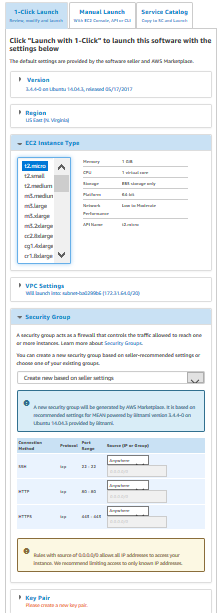 1-Click Launch
Review, modify and launch
Manual Launch
With EC2 Console, API or CLI
Service Catalog
Copy to SC and Launch
Click "Launch with 1-Click" to launch this software with the
settings below
The default settings are provided by the software seller and AWS Marketplace.
Version
3.4.4-0 on Ubuntu 14.04.3, released 05/17/2017
Region
US East (N. Virginia)
EC2 Instance Type
t2.micro
t2.small
t2.medium
m3.medium
m3.large
m3.xlarge
m3.2xlarge
cc2.8xlarge
cg1.4xlarge
cr1.8xlarge
Memory 1 GiB
CPU 1 virtual core
Storage EBS storage only
Platform 64-bit
Network Low to Moderate
Performance
API Name t2.micro
VPC Settings
Will launch into: subnet-ba0298b6 (172.31.64.0/20)
Security Group
A security group acts as a firewall that controls the traffic allowed to reach one
or more instances. Learn more about Security Groups.
You can create a new security group based on seller-recommended settings or
choose one of your existing groups.
Create new based on seller settings
A new security group will be generated by AWS Marketplace. It is based on
recommended settings for MEAN powered by Bitnami version 3.4.4-0 on
Ubuntu 14.04.3 provided by Bitnami.
Connection Method Protocol Port Range Source (IP or Group)
SSH tcp 22 - 22 Anywhere
0.0.0.0/0
HTTP tcp 80 - 80 Anywhere
0.0.0.0/0
HTTPS tcp 443 - 443 Anywhere
0.0.0.0/0
Rules with source of 0.0.0.0/0 allows all IP addresses to access your
instance. We recommend limiting access to only known IP addresses.
Key Pair
Please create a new key pair.